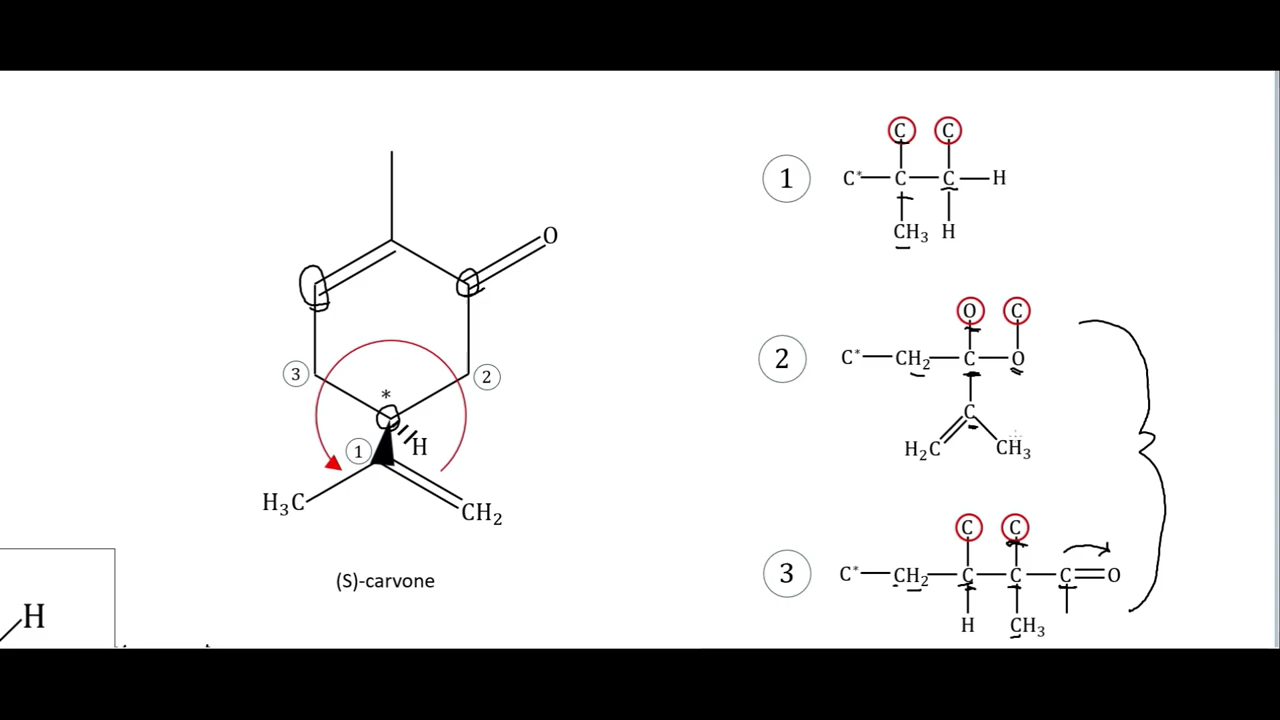 O
3
2
*
H
1
H₃C
CH₂
(S)-carvone
H
C C
1 C* C C H
CH₃ H
O C
2 C* CH₂ C O
C
H₂C CH₃
C C
3 C* CH₂ C C C O
H CH₃